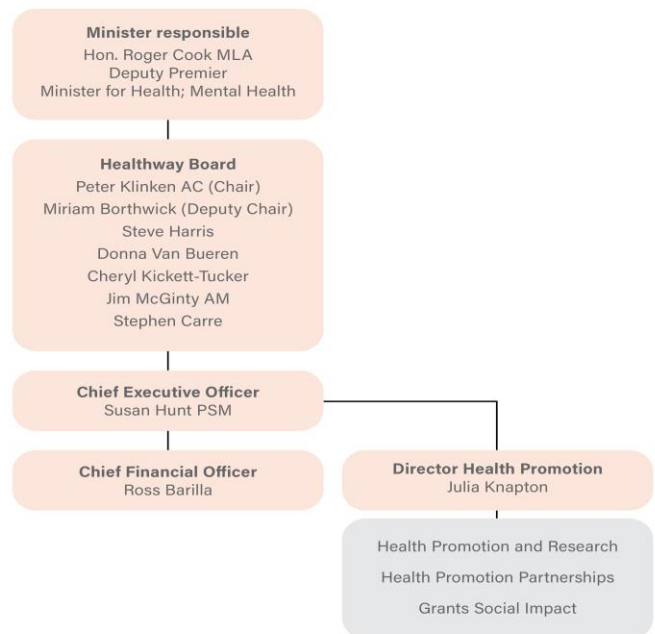 Minister responsible
Hon. Roger Cook MLA
Deputy Premier
Minister for Health; Mental Health
Healthway Board
Peter Klinken AC (Chair)
Miriam Borthwick (Deputy Chair)
Steve Harris
Donna Van Bueren
Cheryl Kickett-Tucker
Jim McGinty AM
Stephen Carre
Chief Executive Officer
Susan Hunt PSM
Chief Financial Officer
Ross Barilla
Director Health Promotion
Julia Knapton
Health Promotion and Research
Health Promotion Partnerships
Grants Social Impact